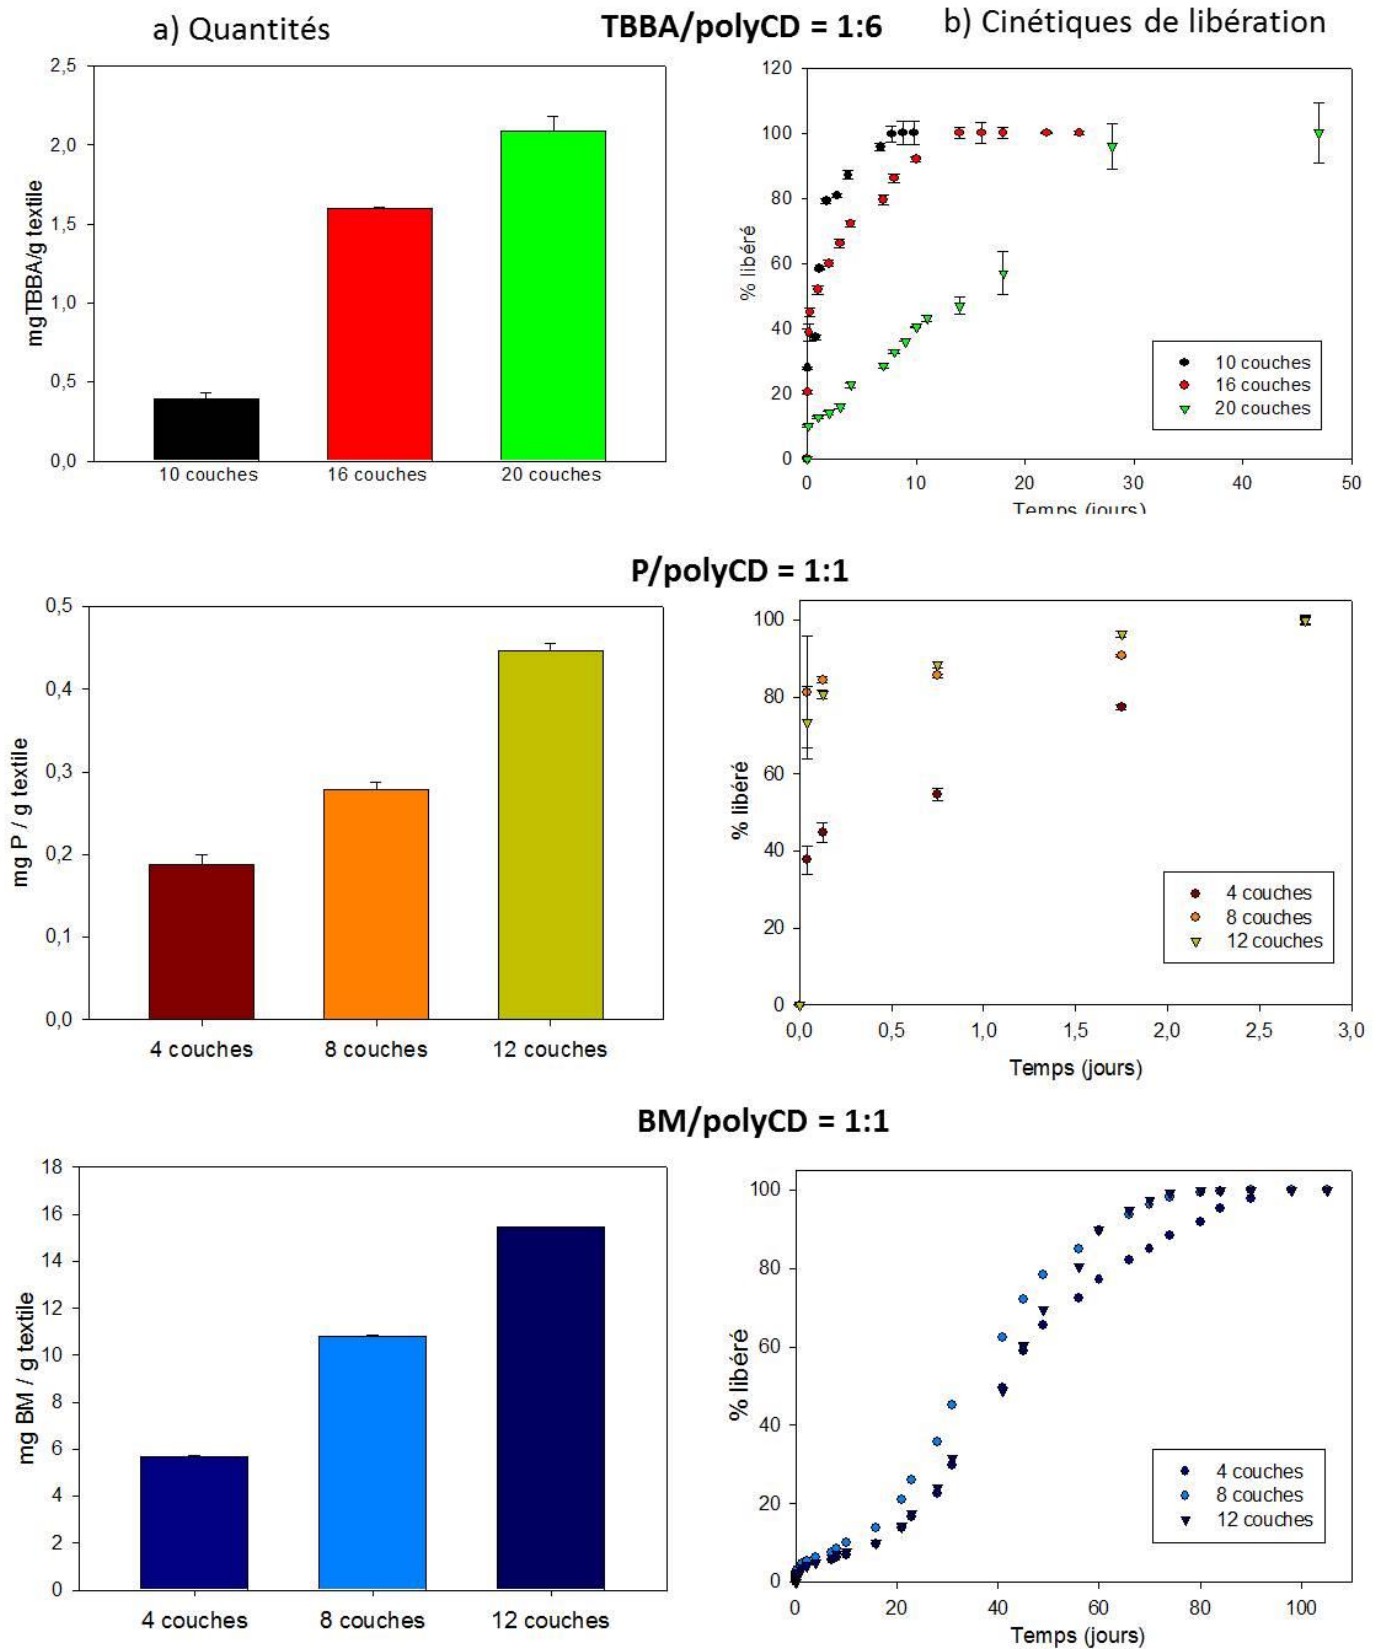 a) Quantités
TBBA/polyCD = 1:6
b) Cinétiques de libération
2,5
2,0
1,5
1,0
0,5
0,0
mgTBBA/g textile
10 couches
16 couches
20 couches
120
100
80
60
40
20
0
% libéré
10 couches
16 couches
20 couches
0
10
20
30
40
50
Temps (jours)
P/polyCD = 1:1
0,5
0,4
0,3
0,2
0,1
0,0
mg P / g textile
4 couches
8 couches
12 couches
100
80
60
40
20
0
% libéré
4 couches
8 couches
12 couches
0,0
0,5
1,0
1,5
2,0
2,5
3,0
Temps (jours)
BM/polyCD = 1:1
18
16
14
12
10
8
6
4
2
0
mg BM / g textile
4 couches
8 couches
12 couches
100
80
60
40
20
0
% libéré
4 couches
8 couches
12 couches
0
20
40
60
80
100
Temps (jours)